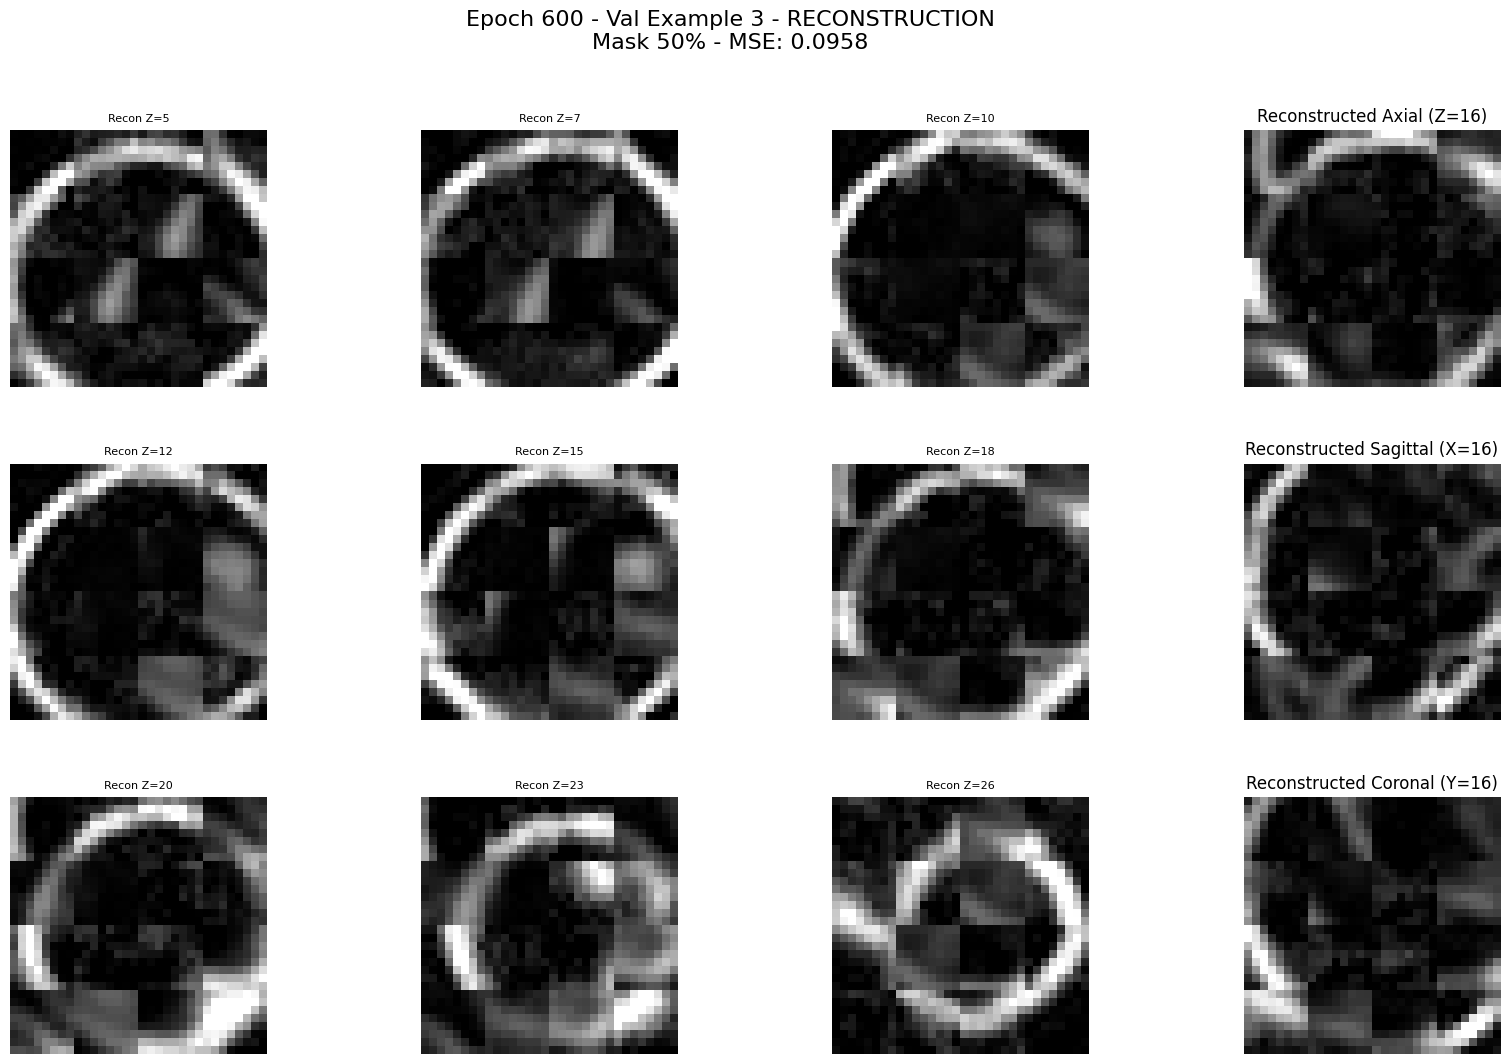 Epoch 600 - Val Example 3 - RECONSTRUCTION
Mask 50% - MSE: 0.0958
Recon Z=5
Recon Z=7
Recon Z=10
Reconstructed Axial (Z=16)
Recon Z=12
Recon Z=15
Recon Z=18
Reconstructed Sagittal (X=16)
Recon Z=20
Recon Z=23
Recon Z=26
Reconstructed Coronal (Y=16)